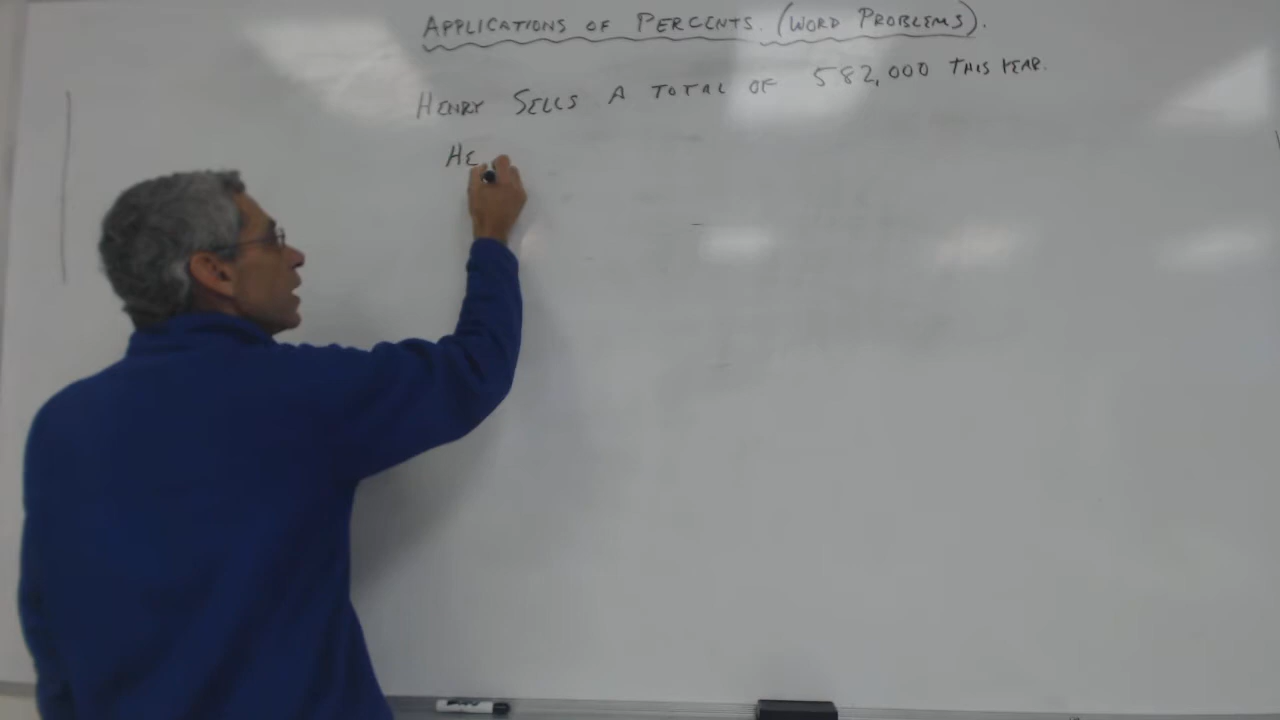 APPLICATIONS OF PERCENTS. (WORD PROBLEMS).
HENRY SELLS A TOTAL OF 582,000 THIS YEAR.
HE